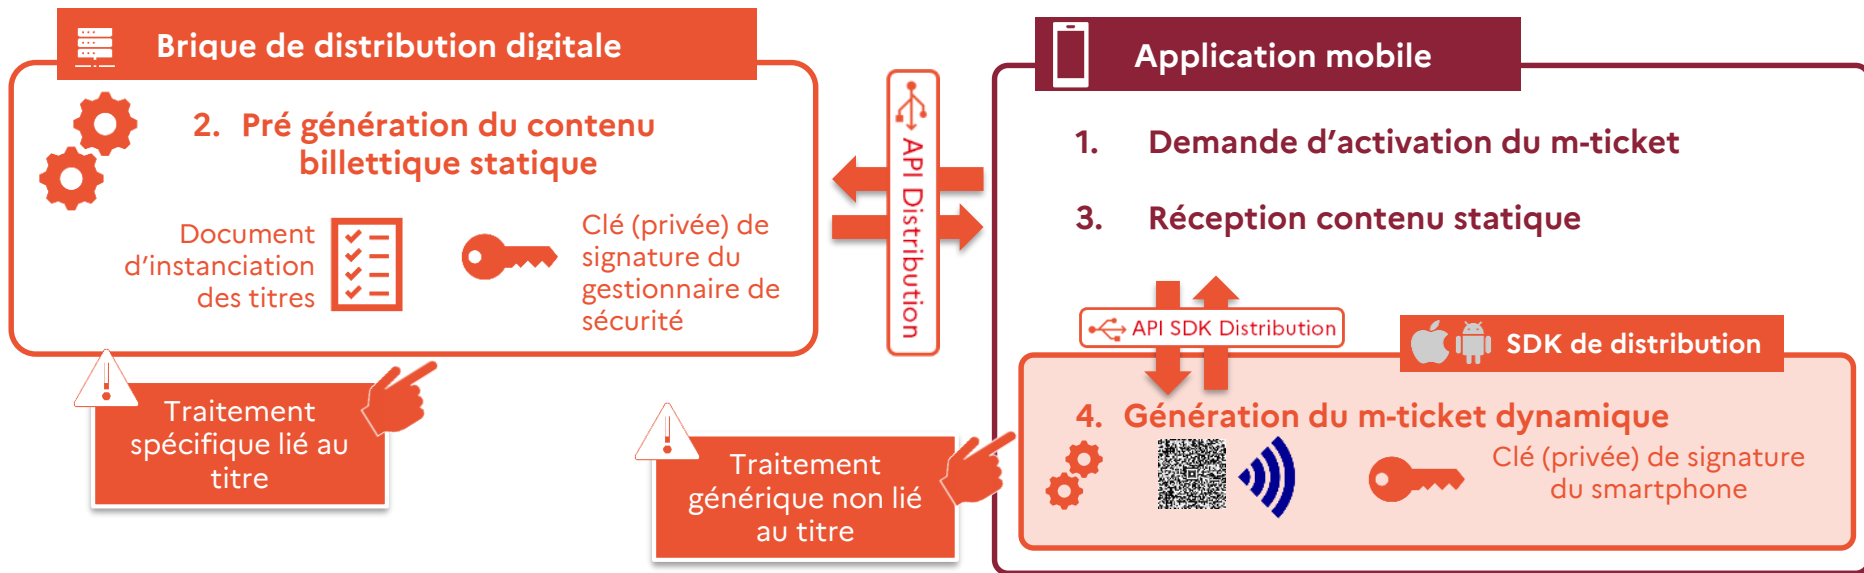 Brique de distribution digitale
2. Pré génération du contenu
billettique statique
Document
d'instanciation
des titres
Clé (privée) de
signature du
gestionnaire de
sécurité
Traitement
spécifique lié au
titre
API Distribution
Application mobile
1. Demande d’activation du m-ticket
3. Réception contenu statique
API SDK Distribution
SDK de distribution
4. Génération du m-ticket dynamique
Clé (privée) de signature
du smartphone
Traitement
générique non lié
au titre